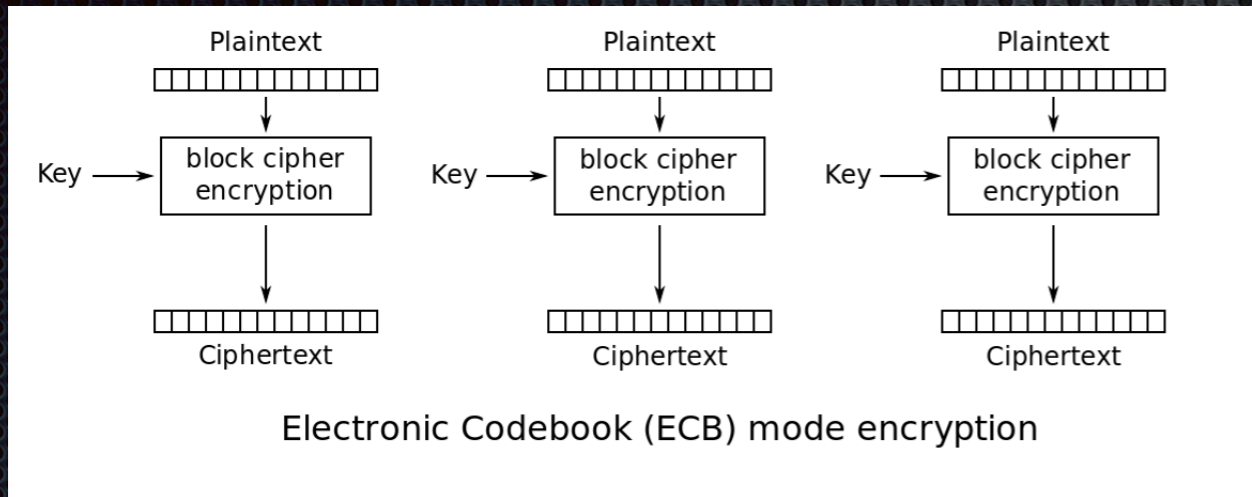 Plaintext
Plaintext
Plaintext
Key
block cipher
encryption
Key
block cipher
encryption
Key
block cipher
encryption
Ciphertext
Ciphertext
Ciphertext
Electronic Codebook (ECB) mode encryption